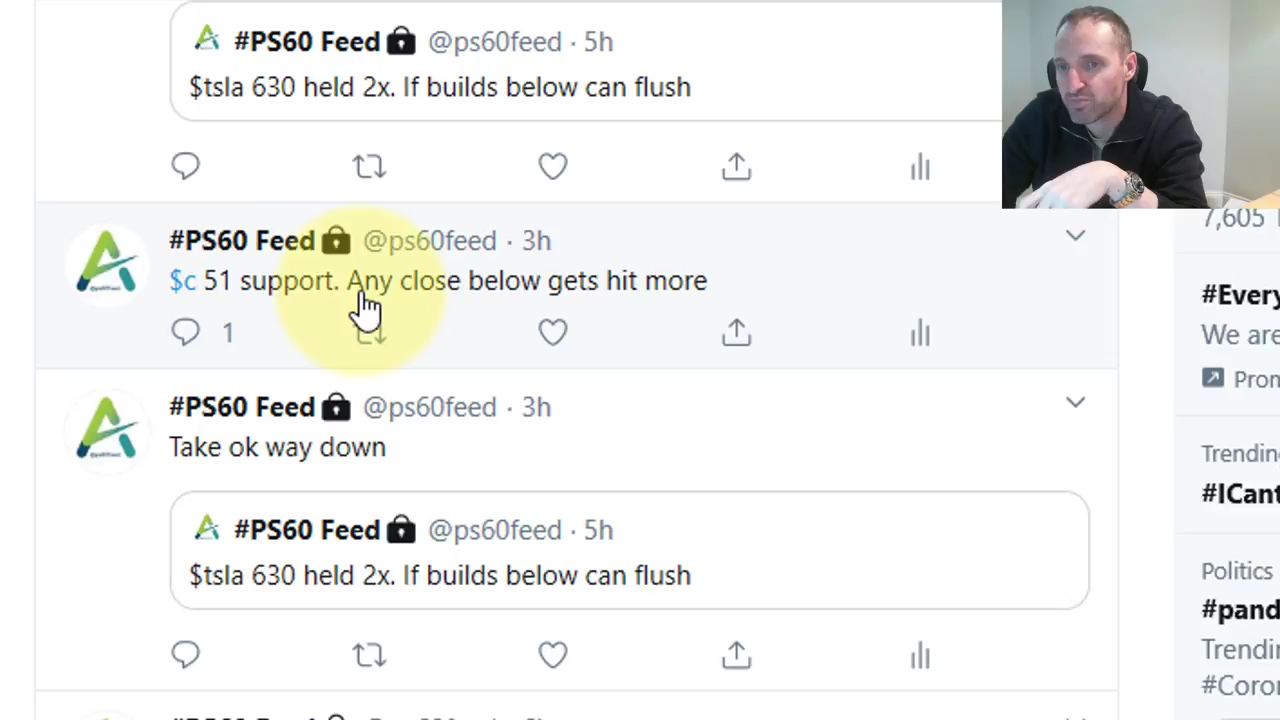 #PS60 Feed @ps60feed · 5h
$tsla 630 held 2x. If builds below can flush
#PS60 Feed @ps60feed · 3h
$c 51 support. Any close below gets hit more
1
#PS60 Feed @ps60feed · 3h
Take ok way down
#PS60 Feed @ps60feed · 5h
$tsla 630 held 2x. If builds below can flush
7,605
#Every
We are
Prom
Trendin
#ICant
Politics
#pand
Trendi
#Coror